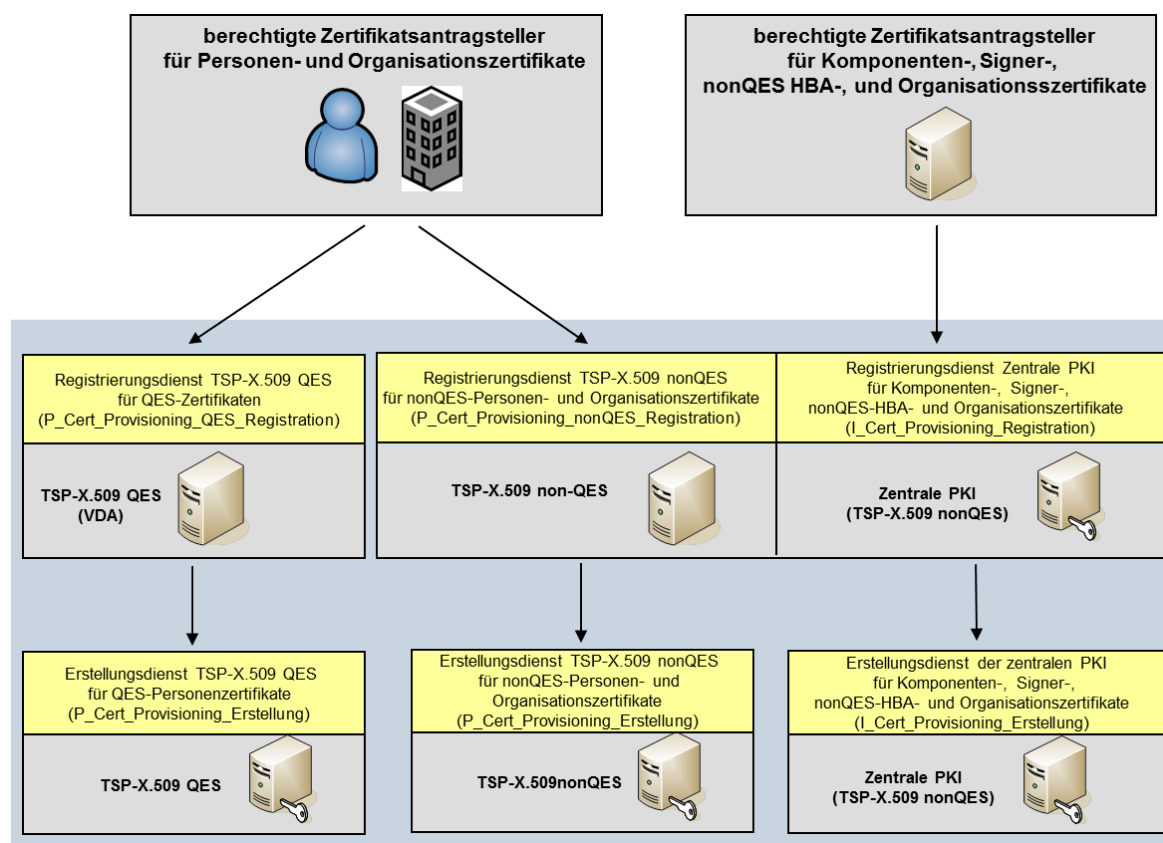 berechtigte Zertifikatsantragsteller
für Personen- und Organisationszertifikate
berechtigte Zertifikatsantragsteller
für Komponenten-, Signer-,
nonQES HBA-, und Organisationsszertifikate
Registrierungsdienst TSP-X.509 QES
für QES-Zertifikaten
(P_Cert_Provisioning_QES_Registration)
TSP-X.509 QES
(VDA)
Registrierungsdienst TSP-X.509 nonQES
für nonQES-Personen- und Organisationszertifikate
(P_Cert_Provisioning_nonQES_Registration)
TSP-X.509 non-QES
Registrierungsdienst Zentrale PKI
für Komponenten-, Signer-,
nonQES-HBA- und Organisationszertifikate
(I_Cert_Provisioning_Registration)
Zentrale PKI
(TSP-X.509 nonQES)
Erstellungsdienst TSP-X.509 QES
für QES-Personenzertifikate
(P_Cert_Provisioning_Erstellung)
TSP-X.509 QES
Erstellungsdienst TSP-X.509 nonQES
für nonQES-Personen- und
Organisationszertifikate
(P_Cert_Provisioning_Erstellung)
TSP-X.509nonQES
Erstellungsdienst der zentralen PKI
für Komponenten-, Signer-,
nonQES-HBA- und Organisationszertifikate
(I_Cert_Provisioning_Erstellung)
Zentrale PKI
(TSP-X.509 nonQES)